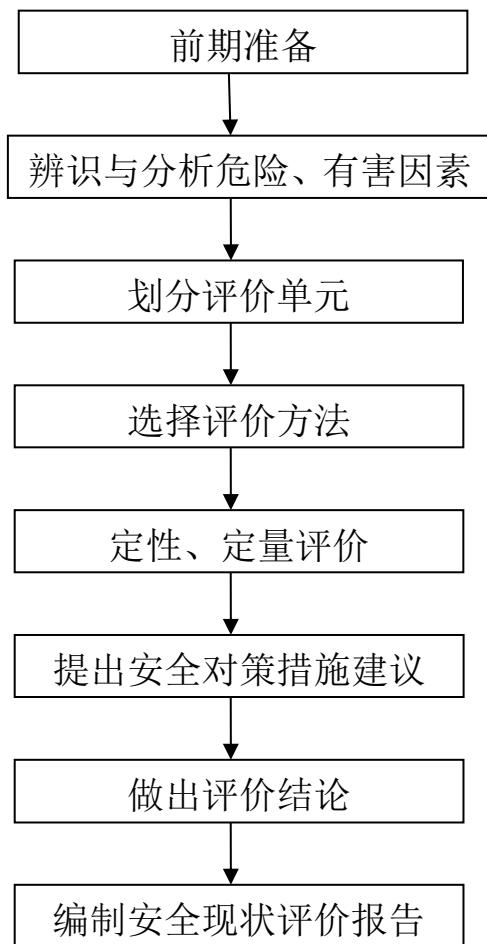 前期准备
辨识与分析危险、有害因素
划分评价单元
选择评价方法
定性、定量评价
提出安全对策措施建议
做出评价结论
编制安全现状评价报告